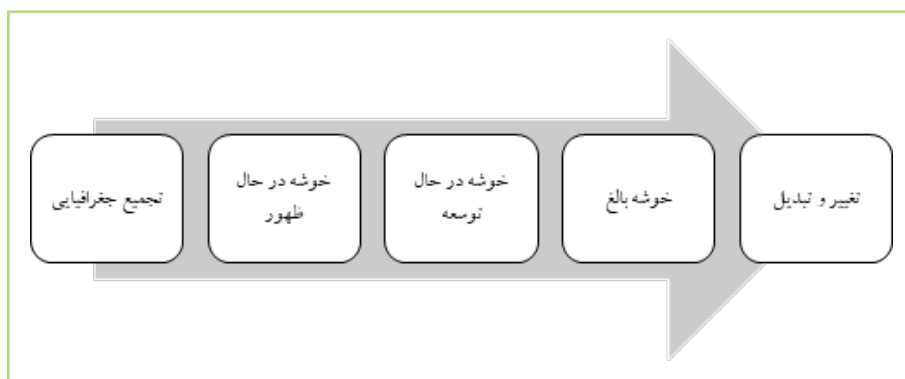 تجمیع جغرافیایی
خوشه در حال
ظهور
خوشه در حال
توسعه
خوشه بالغ
تغییر و تبدیل